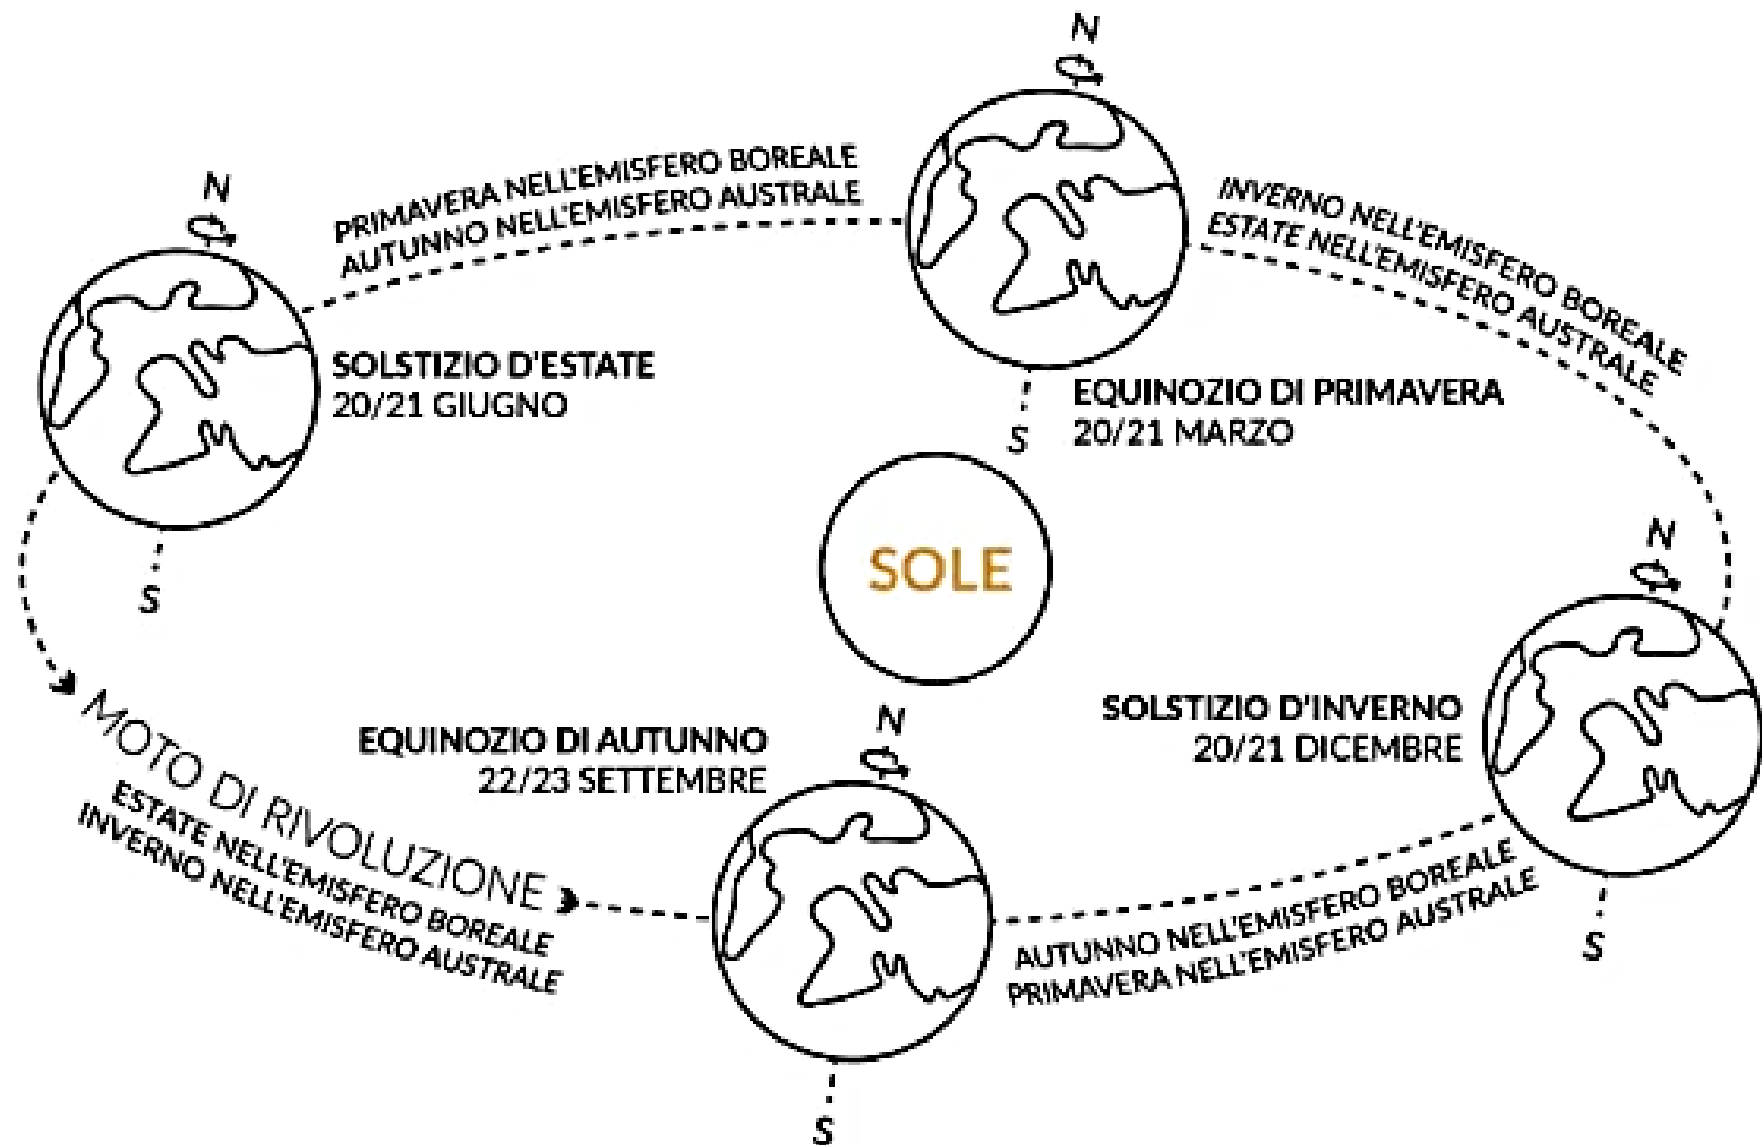 N
PRIMAVERA NELL'EMISFERO BOREALE
AUTUNNO NELL'EMISFERO AUSTRALE
N
INVERNO NELL'EMISFERO BOREALE
ESTATE NELL'EMISFERO AUSTRALE
SOLSTIZIO D'ESTATE
20/21 GIUGNO
S
EQUINOZIO DI PRIMAVERA
20/21 MARZO
S
SOLE
N
SOLSTIZIO D'INVERNO
20/21 DICEMBRE
S
MOTO DI RIVOLUZIONE
ESTATE NELL'EMISFERO BOREALE
INVERNO NELL'EMISFERO AUSTRALE
EQUINOZIO DI AUTUNNO
22/23 SETTEMBRE
N
S
AUTUNNO NELL'EMISFERO BOREALE
PRIMAVERA NELL'EMISFERO AUSTRALE